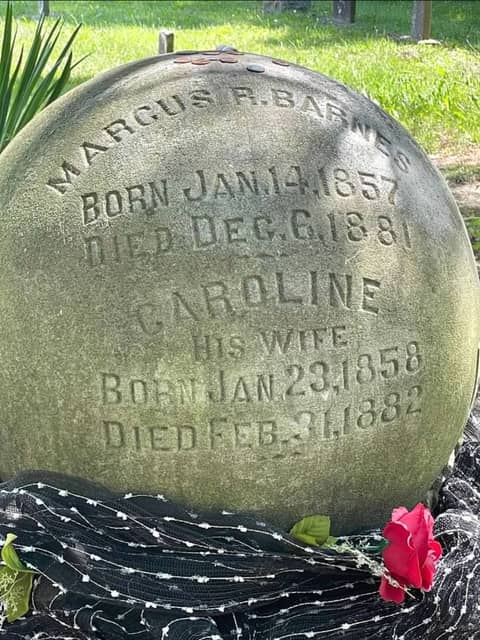 MARCUS R. BARNES
BORN JAN. 14, 1857
DIED DEC. 6, 1881
CAROLINE
HIS WIFE
BORN JAN. 23, 1858
DIED FEB. 31, 1882